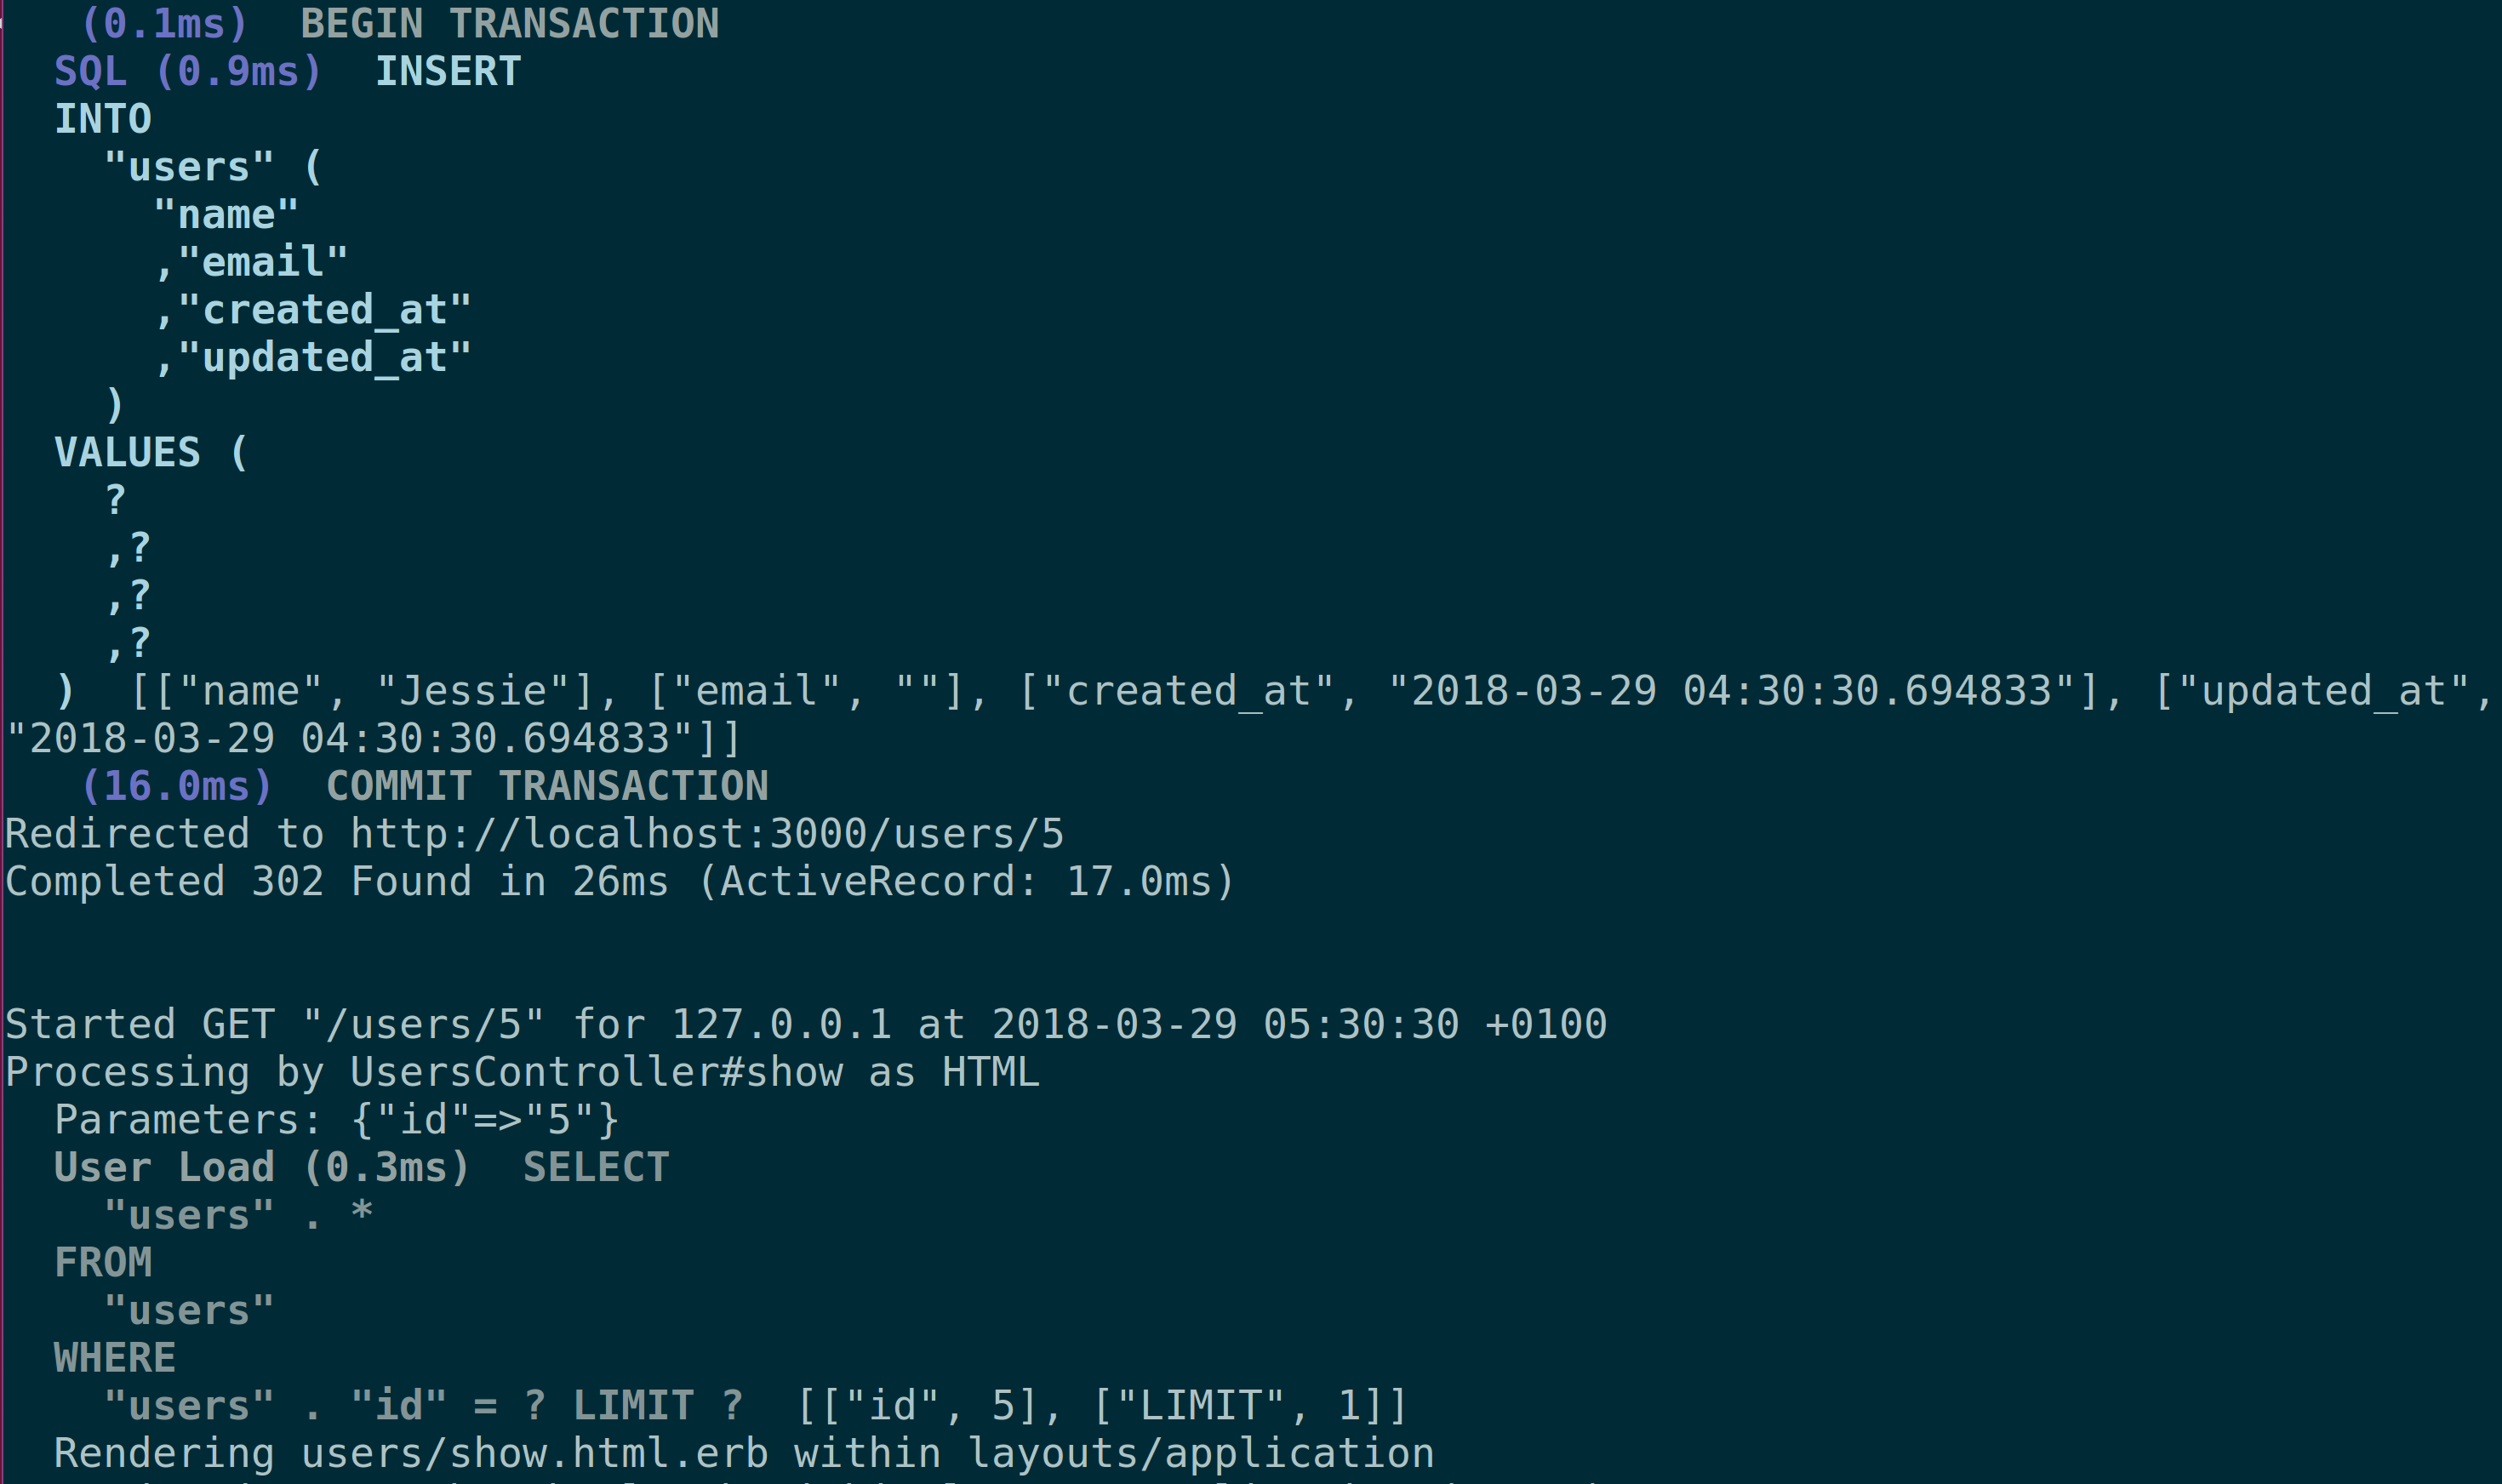 (0.1ms)  BEGIN TRANSACTION
SQL (0.9ms)  INSERT
INTO
"users" (
"name"
,"email"
,"created_at"
,"updated_at"
)
VALUES (
?
,?
,?
,?
)  [["name", "Jessie"], ["email", ""], ["created_at", "2018-03-29 04:30:30.694833"], ["updated_at",
"2018-03-29 04:30:30.694833"]]
(16.0ms)  COMMIT TRANSACTION
Redirected to http://localhost:3000/users/5
Completed 302 Found in 26ms (ActiveRecord: 17.0ms)
Started GET "/users/5" for 127.0.0.1 at 2018-03-29 05:30:30 +0100
Processing by UsersController#show as HTML
Parameters: {"id"=>"5"}
User Load (0.3ms)  SELECT
"users" . *
FROM
"users"
WHERE
"users" . "id" = ? LIMIT ?  [["id", 5], ["LIMIT", 1]]
Rendering users/show.html.erb within layouts/application